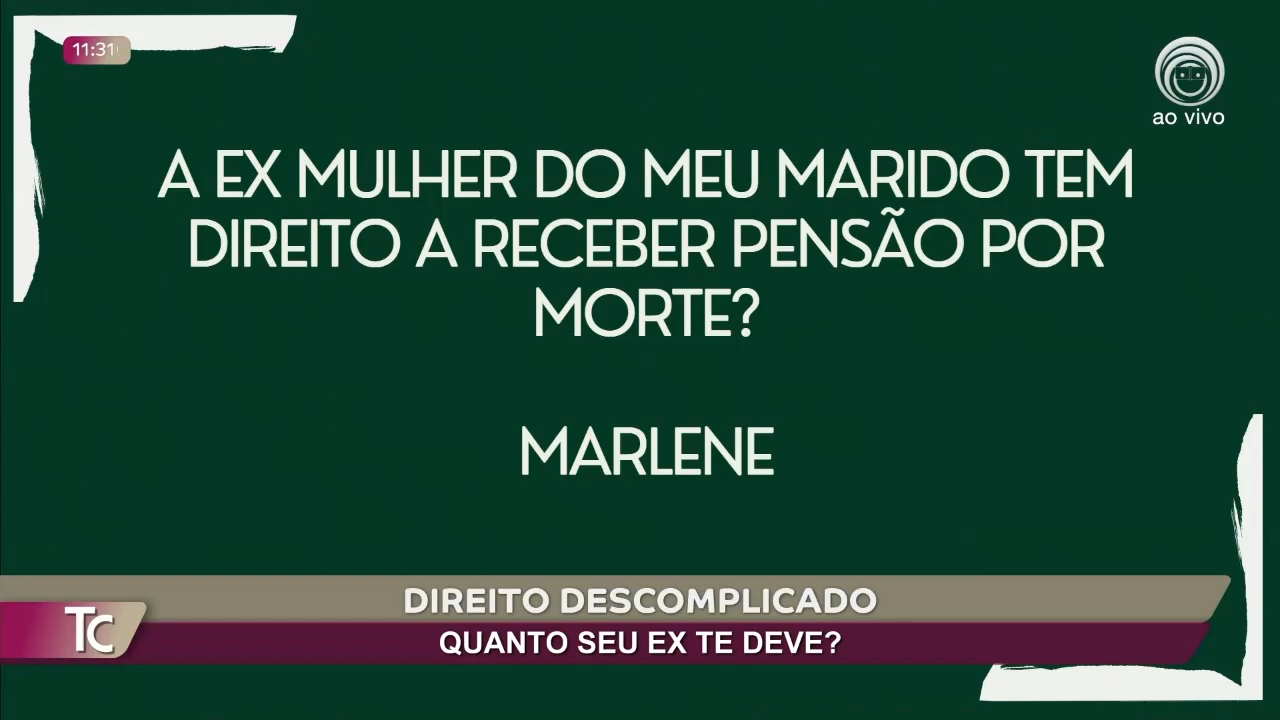 11:31
ao vivo
A EX MULHER DO MEU MARIDO TEM
DIREITO A RECEBER PENSÃO POR
MORTE?
MARLENE
DIREITO DESCOMPLICADO
TC
QUANTO SEU EX TE DEVE?